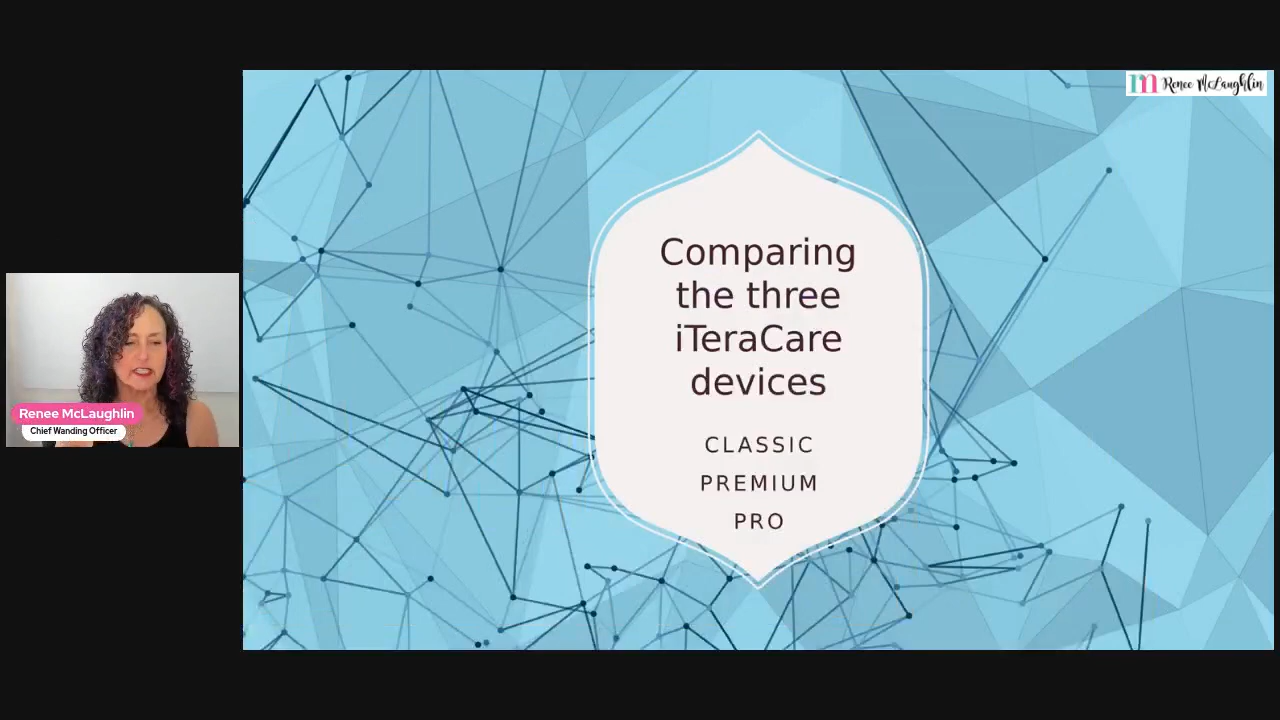 Renee McLaughlin
Comparing
the three
iTeraCare
devices
CLASSIC
PREMIUM
PRO
Renee McLaughlin
Chief Wanding Officer